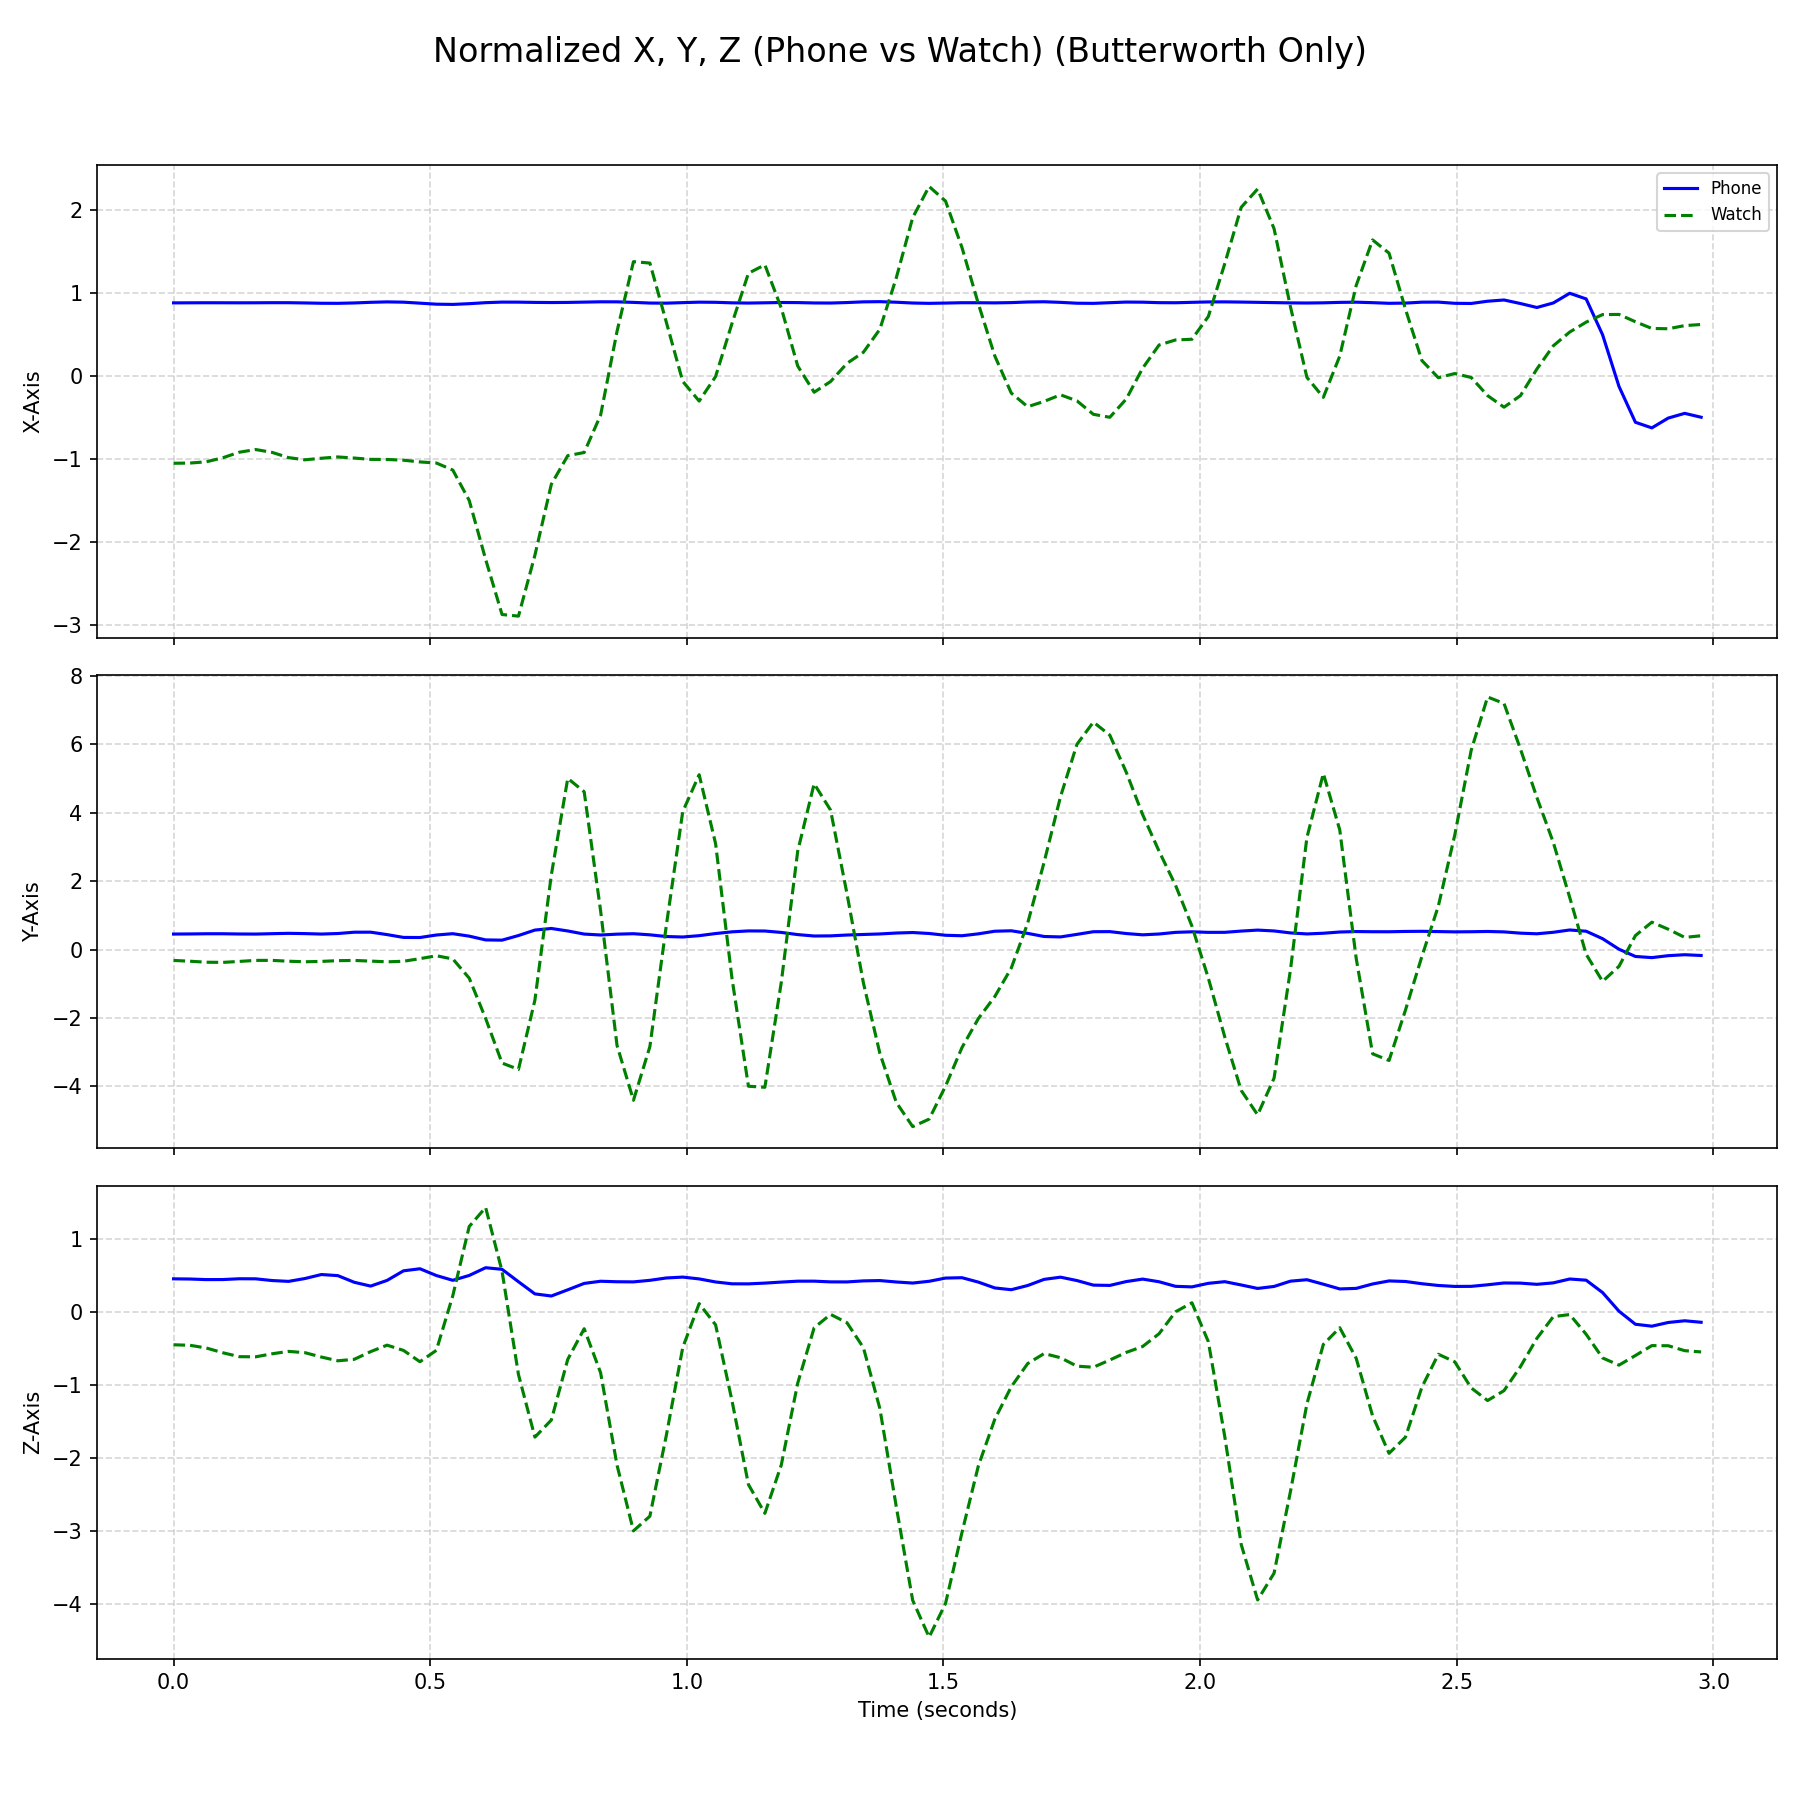 Normalized X, Y, Z (Phone vs Watch) (Butterworth Only)
Phone
Watch
2
1
0
−1
−2
−3
X-Axis
8
6
4
2
0
−2
−4
Y-Axis
1
0
−1
−2
−3
−4
Z-Axis
0.0 0.5 1.0 1.5 2.0 2.5 3.0
Time (seconds)